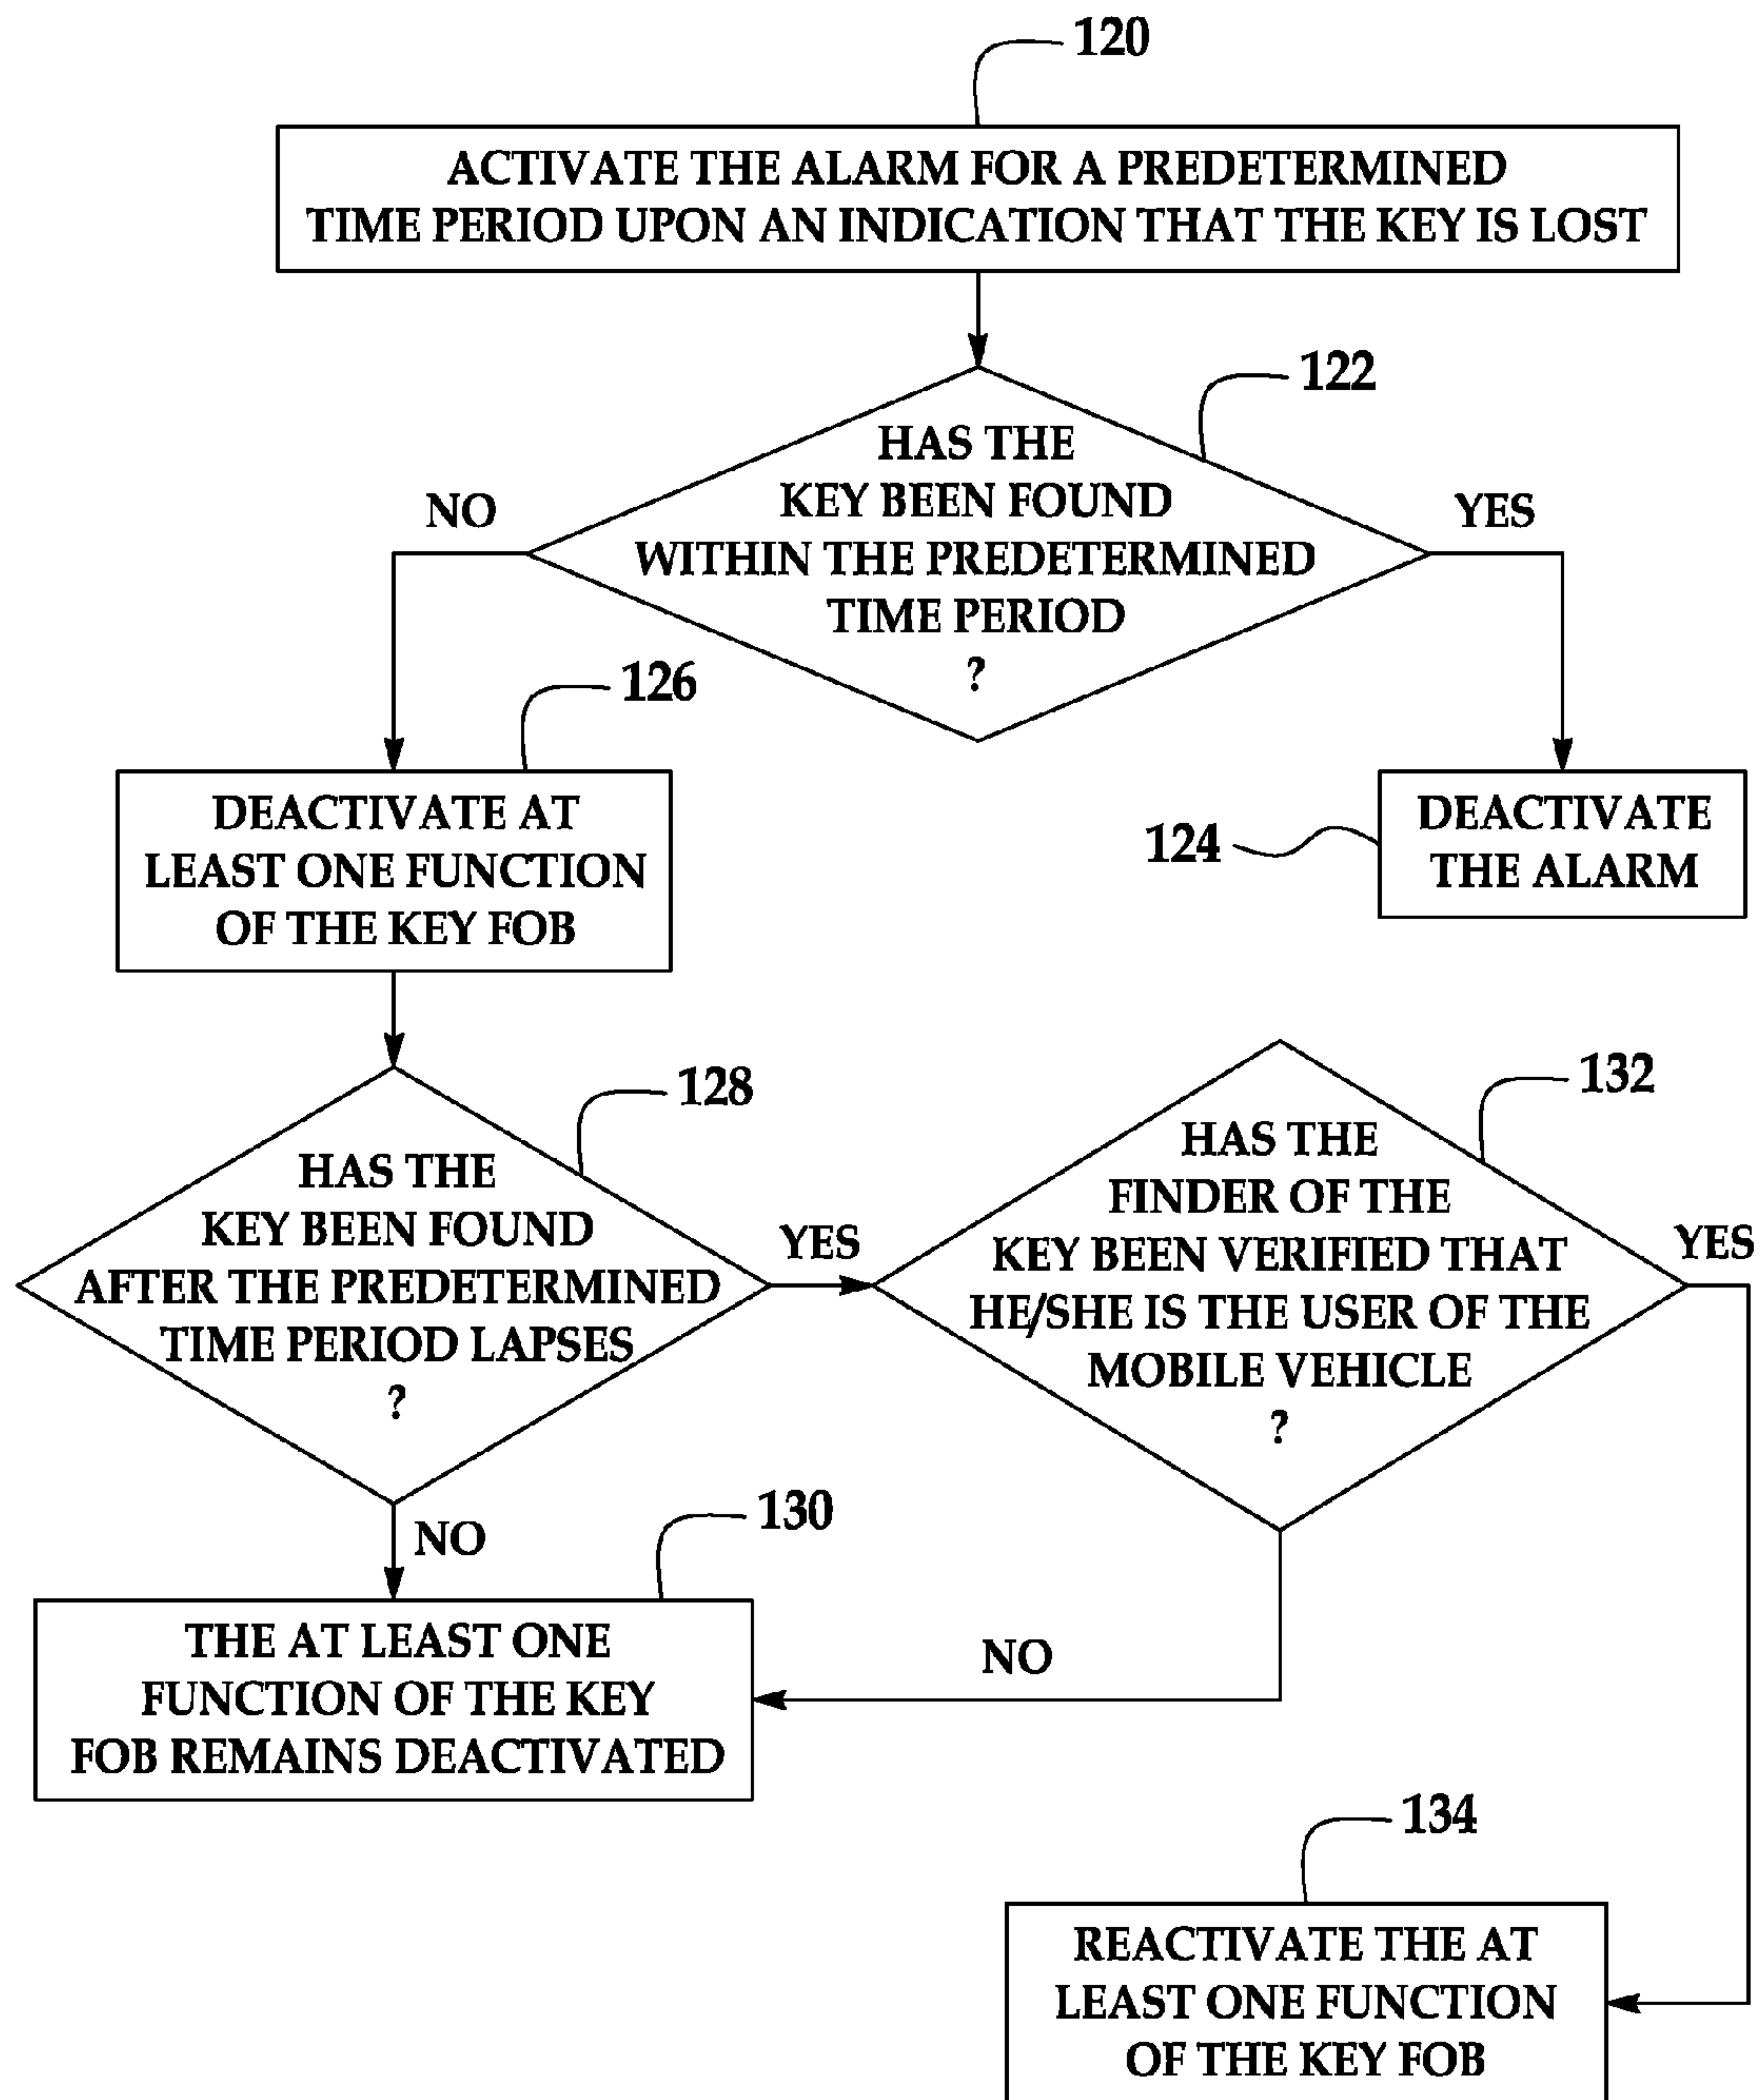 120
ACTIVATE THE ALARM FOR A PREDETERMINED
TIME PERIOD UPON AN INDICATION THAT THE KEY IS LOST
122
HAS THE
KEY BEEN FOUND
WITHIN THE PREDETERMINED
TIME PERIOD
?
NO
YES
126
DEACTIVATE AT
LEAST ONE FUNCTION
OF THE KEY FOB
124
DEACTIVATE
THE ALARM
128
HAS THE
KEY BEEN FOUND
AFTER THE PREDETERMINED
TIME PERIOD LAPSES
?
YES
132
HAS THE
FINDER OF THE
KEY BEEN VERIFIED THAT
HE/SHE IS THE USER OF THE
MOBILE VEHICLE
?
YES
NO
130
THE AT LEAST ONE
FUNCTION OF THE KEY
FOB REMAINS DEACTIVATED
NO
134
REACTIVATE THE AT
LEAST ONE FUNCTION
OF THE KEY FOB